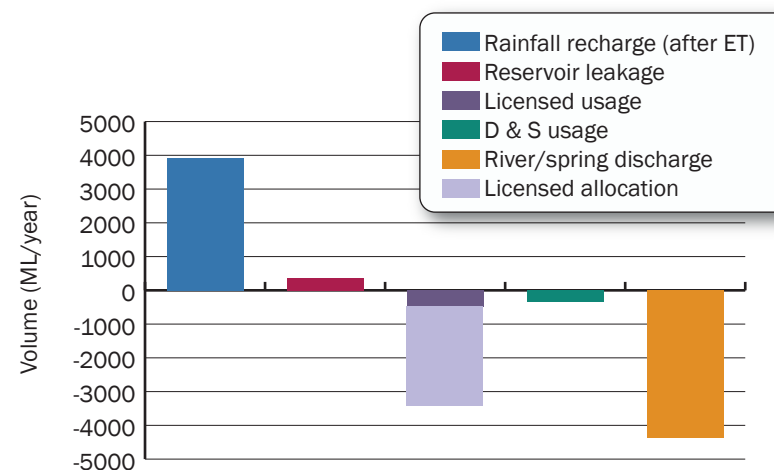 Rainfall recharge (after ET)
Reservoir leakage
Licensed usage
D & S usage
River/spring discharge
Licensed allocation
5000
4000
3000
2000
1000
0
-1000
-2000
-3000
-4000
-5000
Volume (ML/year)